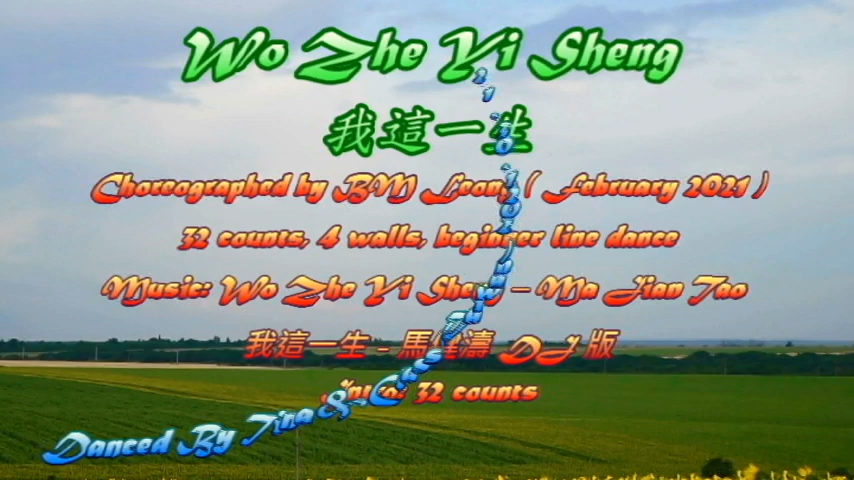 Wo Zhe Yi Sheng
我這一生
Choreographed by BM Leong ( February 2021 )
32 counts, 4 walls, beginner line dance
Music: Wo Zhe Yi Sheng – Ma Jian Tao
我這一生 - 馬健濤 DJ 版
Intro: 32 counts
Danced By Tina &